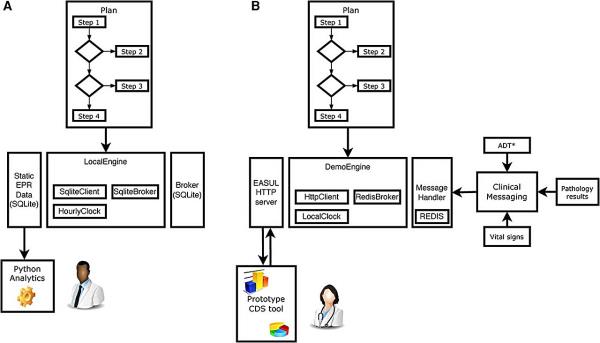 A
Plan
Step 1
Step 2
Step 3
Step 4
Static
EPR
Data
(SQLite)
LocalEngine
SqliteClient
SqliteBroker
HourlyClock
Broker
(SQLite)
Python
Analytics
B
Plan
Step 1
Step 2
Step 3
Step 4
EASUL
HTTP
server
DemoEngine
HttpClient
RedisBroker
LocalClock
Message
Handler
REDIS
ADT*
Clinical
Messaging
Pathology
results
Vital signs
Prototype
CDS tool